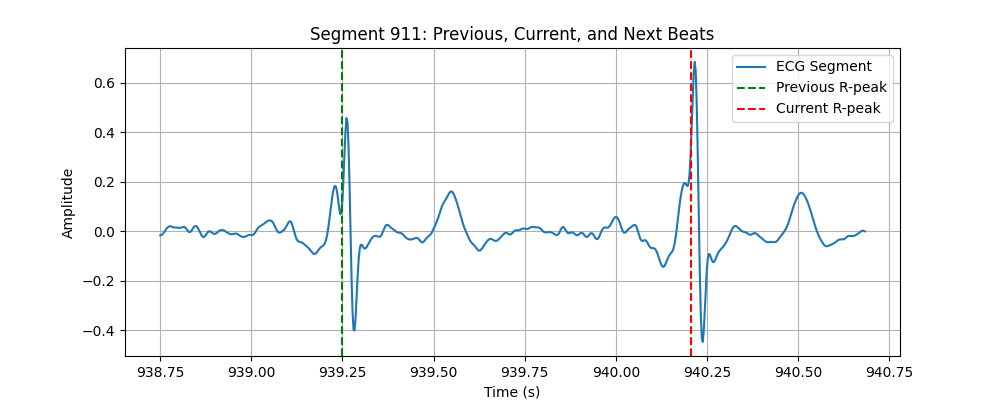 Segment 911: Previous, Current, and Next Beats
ECG Segment
Previous R-peak
Current R-peak
Amplitude
0.6
0.4
0.2
0.0
−0.2
−0.4
938.75 939.00 939.25 939.50 939.75 940.00 940.25 940.50 940.75
Time (s)